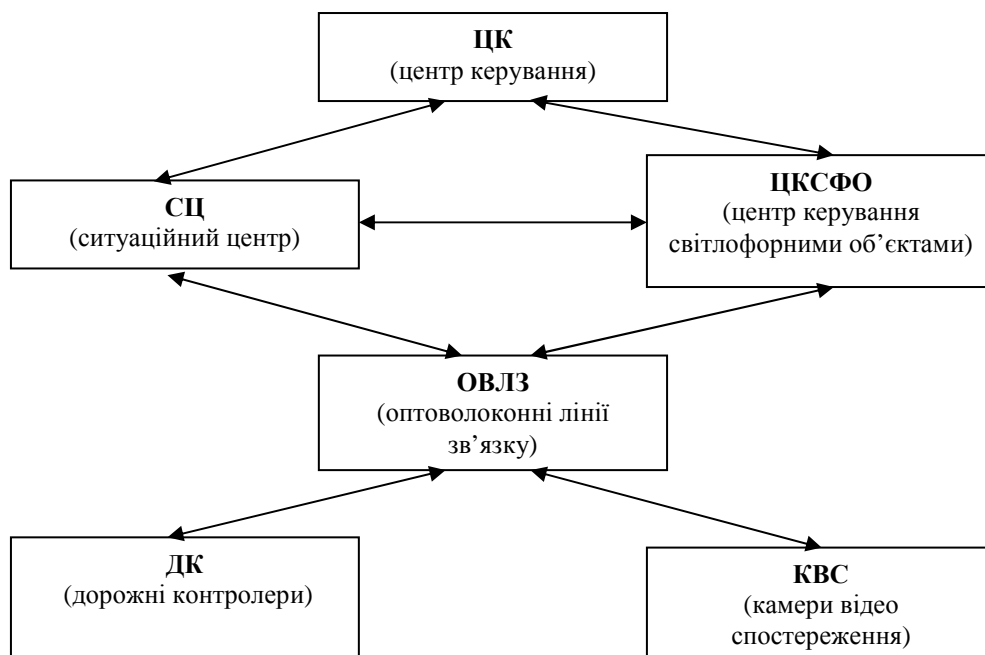 ЦК
(центр керування)
СЦ
(ситуаційний центр)
ЦКСФО
(центр керування
світлофорними об’єктами)
ОВЛЗ
(оптоволоконні лінії
зв’язку)
ДК
(дорожні контролери)
КВС
(камери відео
спостереження)